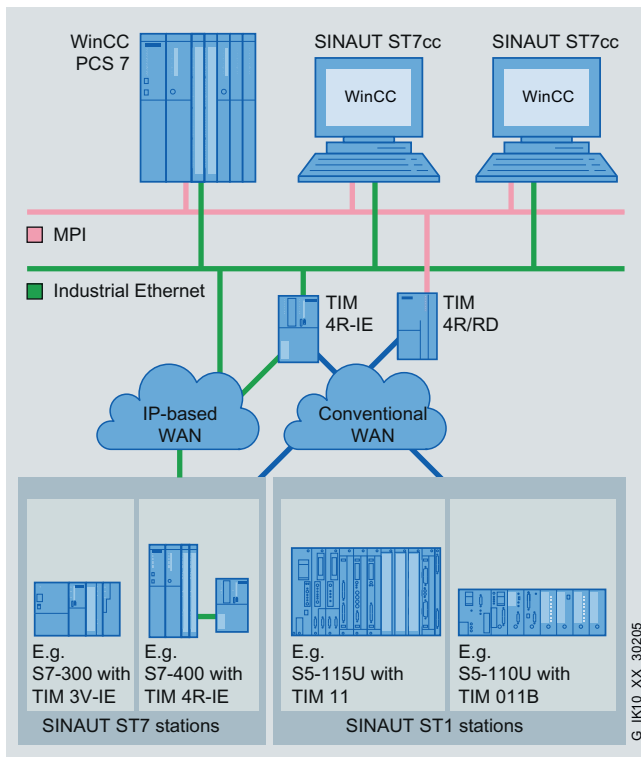 WinCC
PCS 7
SINAUT ST7cc
SINAUT ST7cc
WinCC
WinCC
MPI
Industrial Ethernet
TIM
4R-IE
TIM
4R/RD
IP-based
WAN
Conventional
WAN
E.g.
S7-300 with
TIM 3V-IE
E.g.
S7-400 with
TIM 4R-IE
E.g.
S5-115U with
TIM 11
E.g.
S5-110U with
TIM 011B
SINAUT ST7 stations
SINAUT ST1 stations
G_IK10_XX_30205